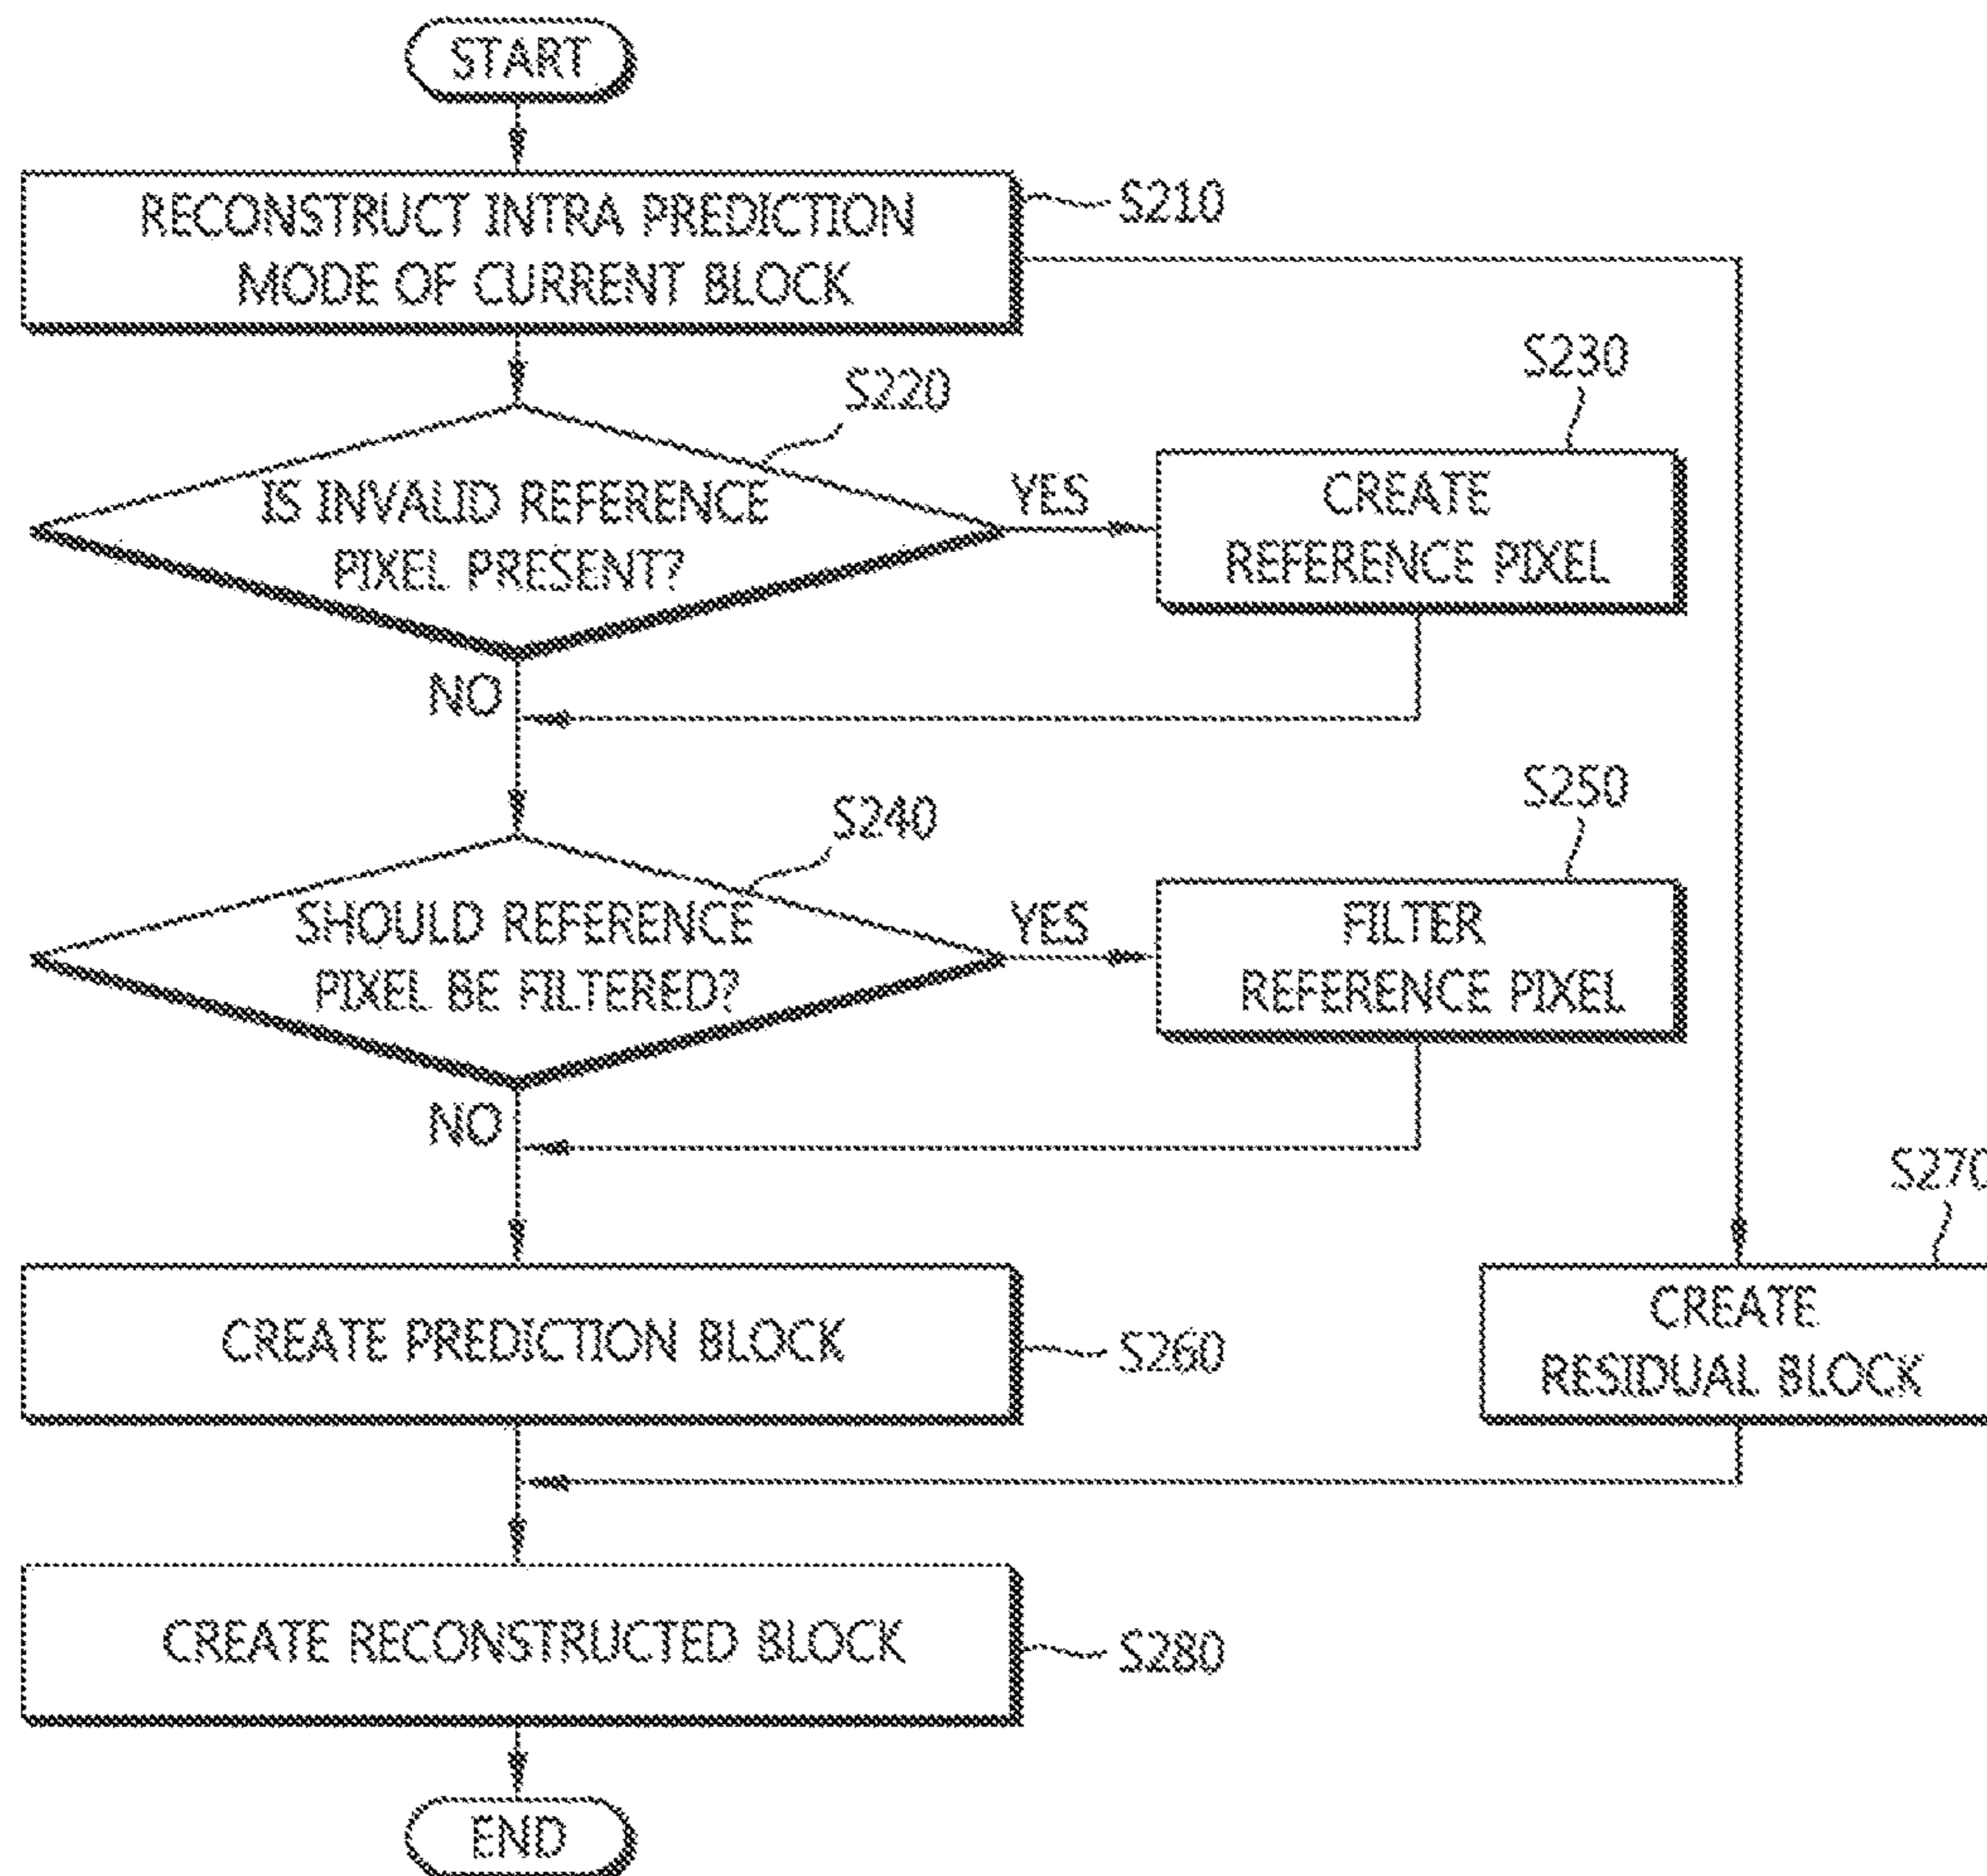 START
RECONSTRUCT INTRA PREDICTION
MODE OF CURRENT BLOCK
S210
S220
IS INVALID REFERENCE
PIXEL PRESENT?
YES
NO
S230
CREATE
REFERENCE PIXEL
S240
SHOULD REFERENCE
PIXEL BE FILTERED?
YES
NO
S250
FILTER
REFERENCE PIXEL
CREATE PREDICTION BLOCK
S260
S270
CREATE
RESIDUAL BLOCK
CREATE RECONSTRUCTED BLOCK
S280
END